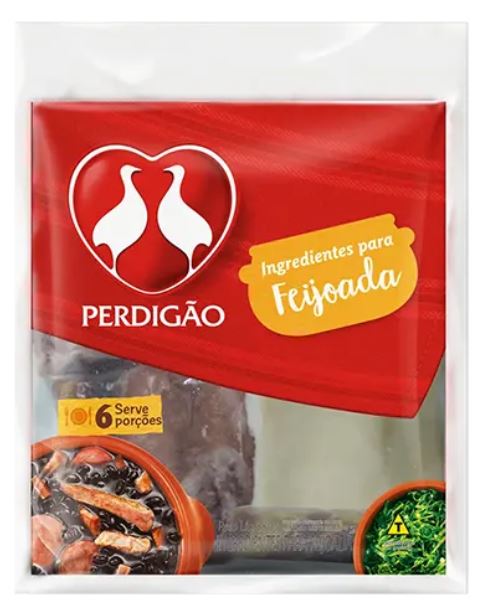 PERDIGÃO
Ingredientes para
Feijoada
6 Serve
porções
T